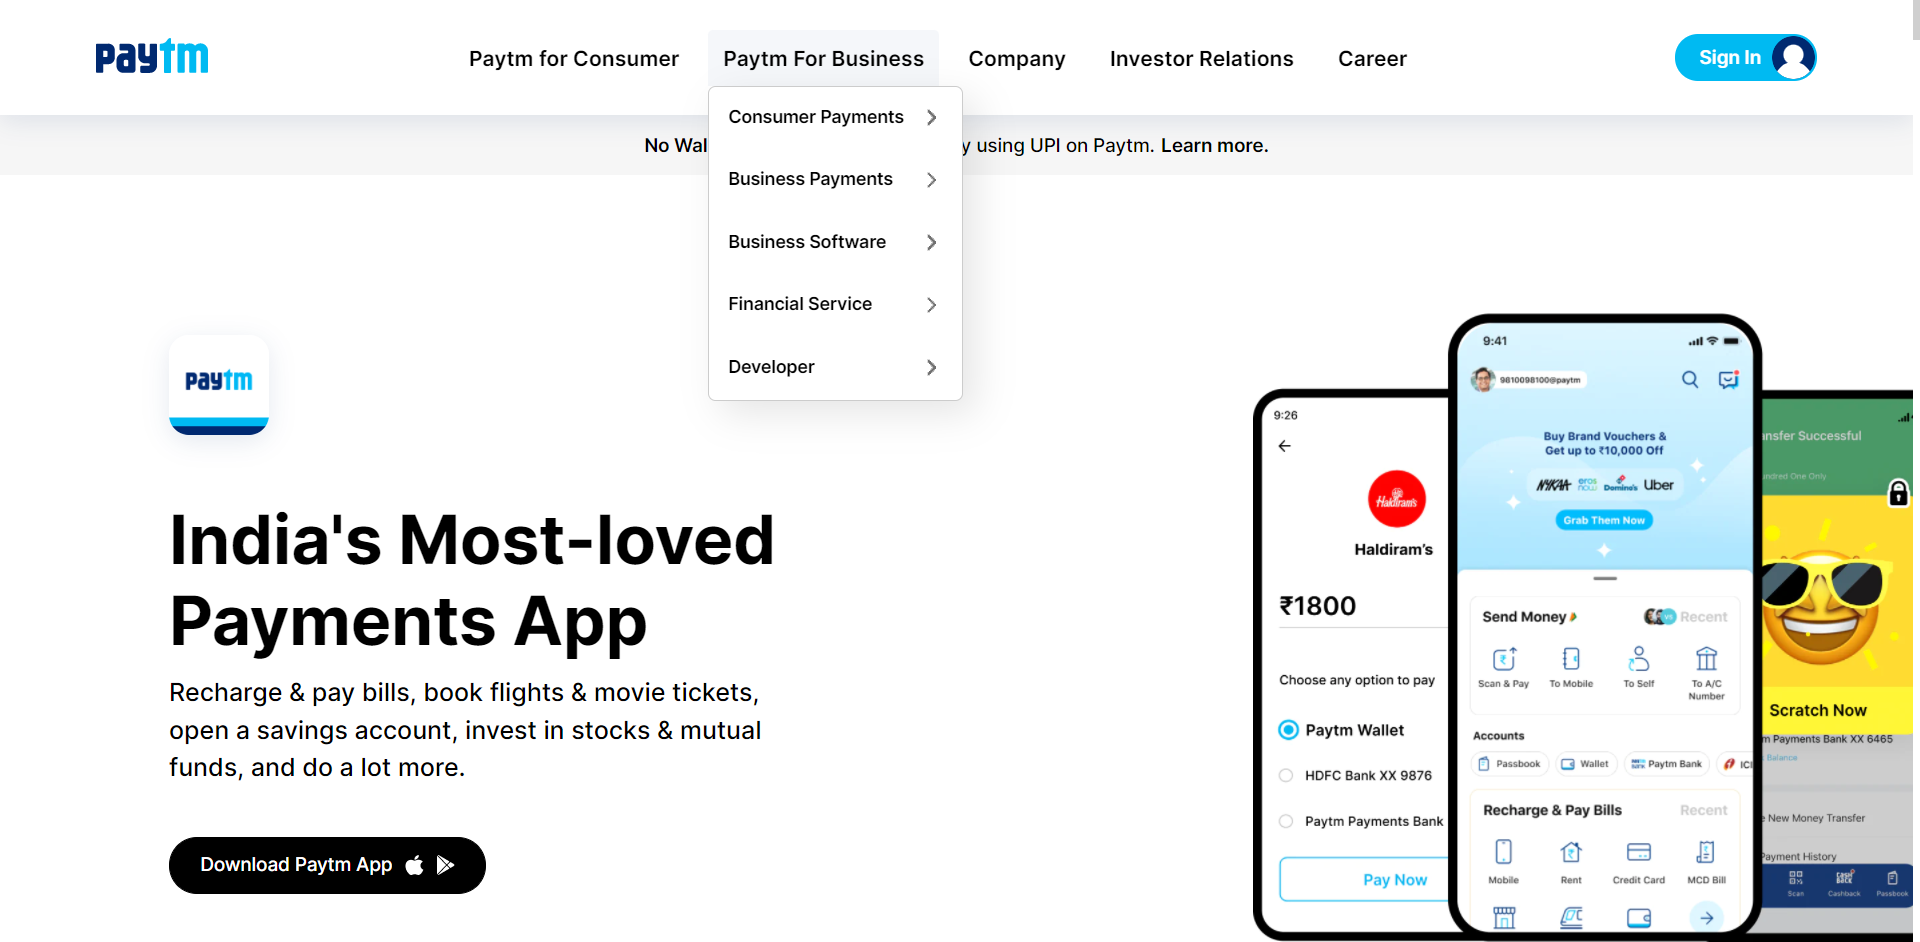 paytm
Paytm for Consumer
Paytm For Business
Company
Investor Relations
Career
Sign In
Consumer Payments
Business Payments
Business Software
Financial Service
Developer
No Wal
y using UPI on Paytm. Learn more.
paytm
India's Most-loved
Payments App
Recharge & pay bills, book flights & movie tickets,
open a savings account, invest in stocks & mutual
funds, and do a lot more.
Download Paytm App
9:26
Haldiram's
Haldiram's
₹1800
Choose any option to pay
Paytm Wallet
HDFC Bank XX 9876
Paytm Payments Bank
Pay Now
9:41
9810098100@paytm
Buy Brand Vouchers &
Get up to ₹10,000 Off
NYKAA
eros now
Domino's
Uber
Grab Them Now
Send Money
Recent
Scan & Pay
To Mobile
To Self
To A/C
Number
Accounts
Passbook
Wallet
Paytm Bank
ICI
Recharge & Pay Bills
Recent
Mobile
Rent
Credit Card
MCD Bill
nsfer Successful
ndred One Only
Scratch Now
m Payments Bank XX 6465
Balance
e New Money Transfer
Payment History
Scan
Cashback
Passbook